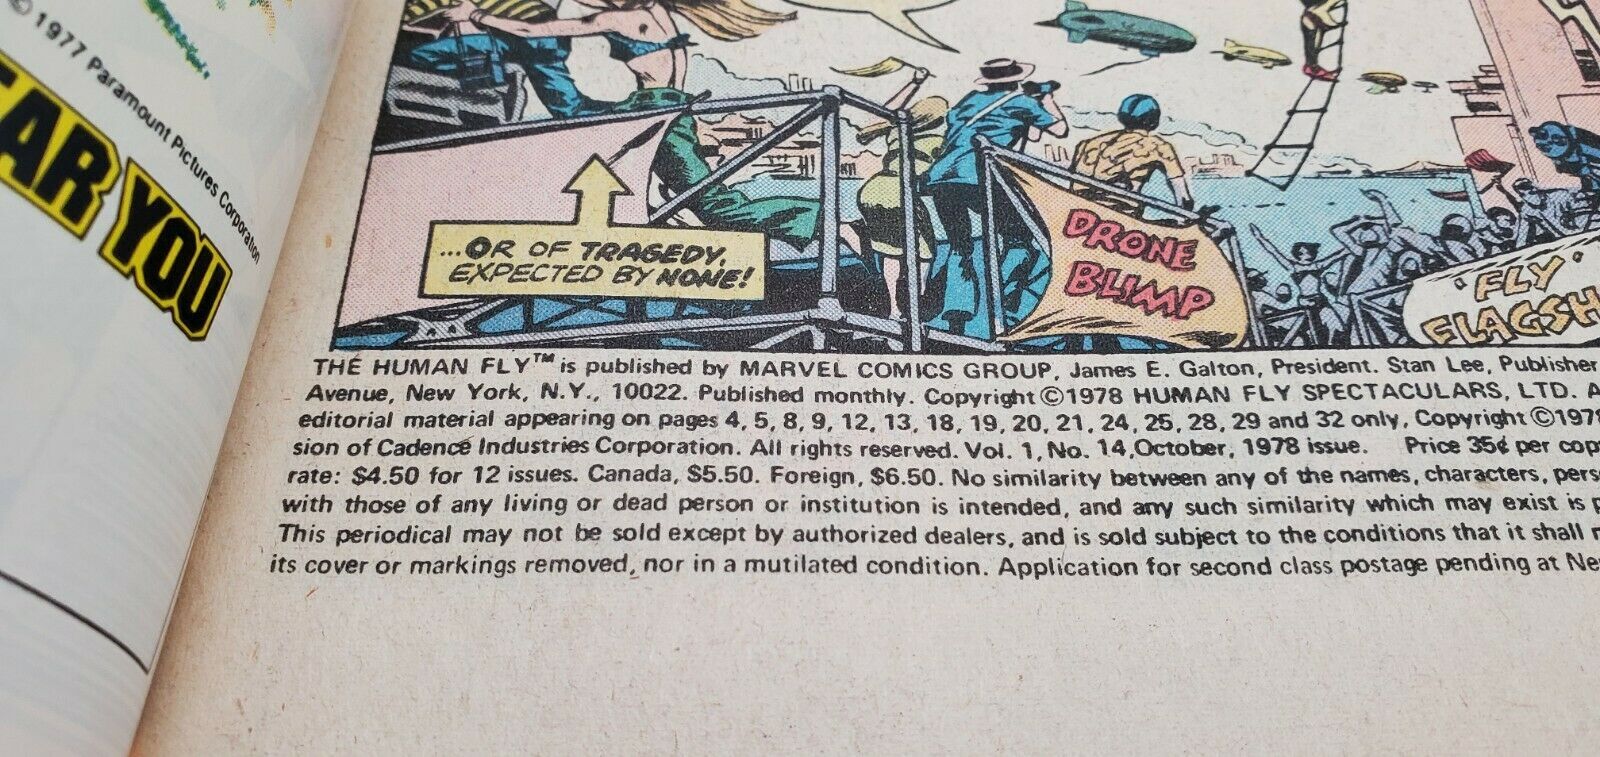 © 1977 Paramount Pictures Corporation
EAR YOU
...OR OF TRAGEDY,
EXPECTED BY NONE!
DRONE
BLIMP
'FLY'
THE HUMAN FLY™ is published by MARVEL COMICS GROUP, James E. Galton, President. Stan Lee, Publisher
Avenue, New York, N.Y., 10022. Published monthly. Copyright ©1978 HUMAN FLY SPECTACULARS, LTD. A
editorial material appearing on pages 4, 5, 8, 9, 12, 13, 18, 19, 20, 21, 24, 25, 28, 29 and 32 only, Copyright ©1978
sion of Cadence Industries Corporation. All rights reserved. Vol. 1, No. 14, October, 1978 issue. Price 35¢ per cop
rate: $4.50 for 12 issues. Canada, $5.50. Foreign, $6.50. No similarity between any of the names, characters, pers
with those of any living or dead person or institution is intended, and any such similarity which may exist is p
This periodical may not be sold except by authorized dealers, and is sold subject to the conditions that it shall n
its cover or markings removed, nor in a mutilated condition. Application for second class postage pending at Ne